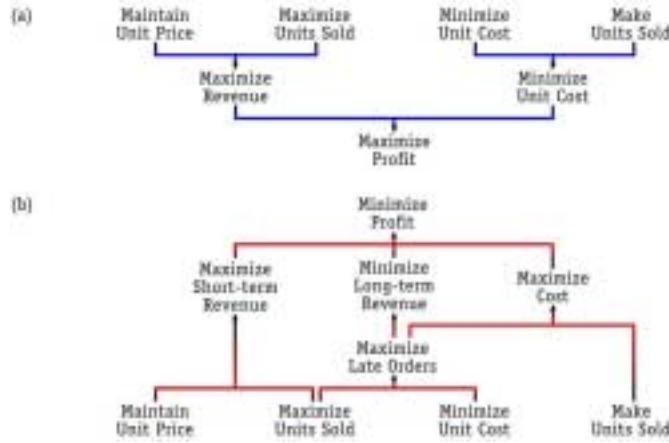 (a)
Maintain Unit Price
Maximize Units Sold
Minimize Unit Cost
Make Units Sold
Maximize Revenue
Minimize Unit Cost
Maximize Profit
(b)
Minimize Profit
Maximize Short-term Revenue
Minimize Long-term Revenue
Maximize Cost
Maximize Late Orders
Maintain Unit Price
Maximize Units Sold
Minimize Unit Cost
Make Units Sold